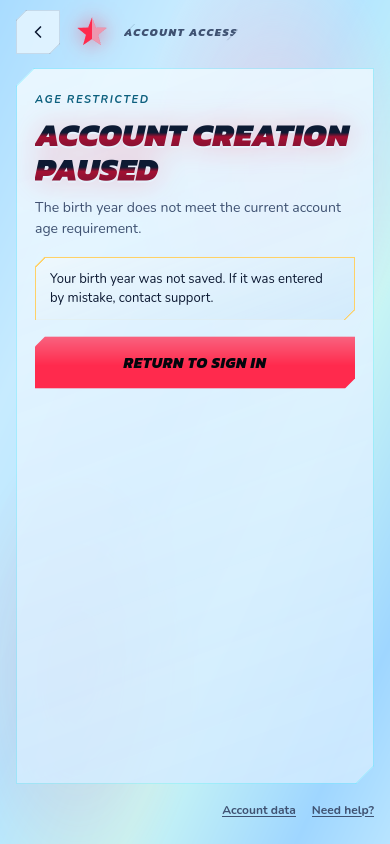 ACCOUNT ACCESS
AGE RESTRICTED
ACCOUNT CREATION
PAUSED
The birth year does not meet the current account
age requirement.
Your birth year was not saved. If it was entered
by mistake, contact support.
RETURN TO SIGN IN
Account data Need help?